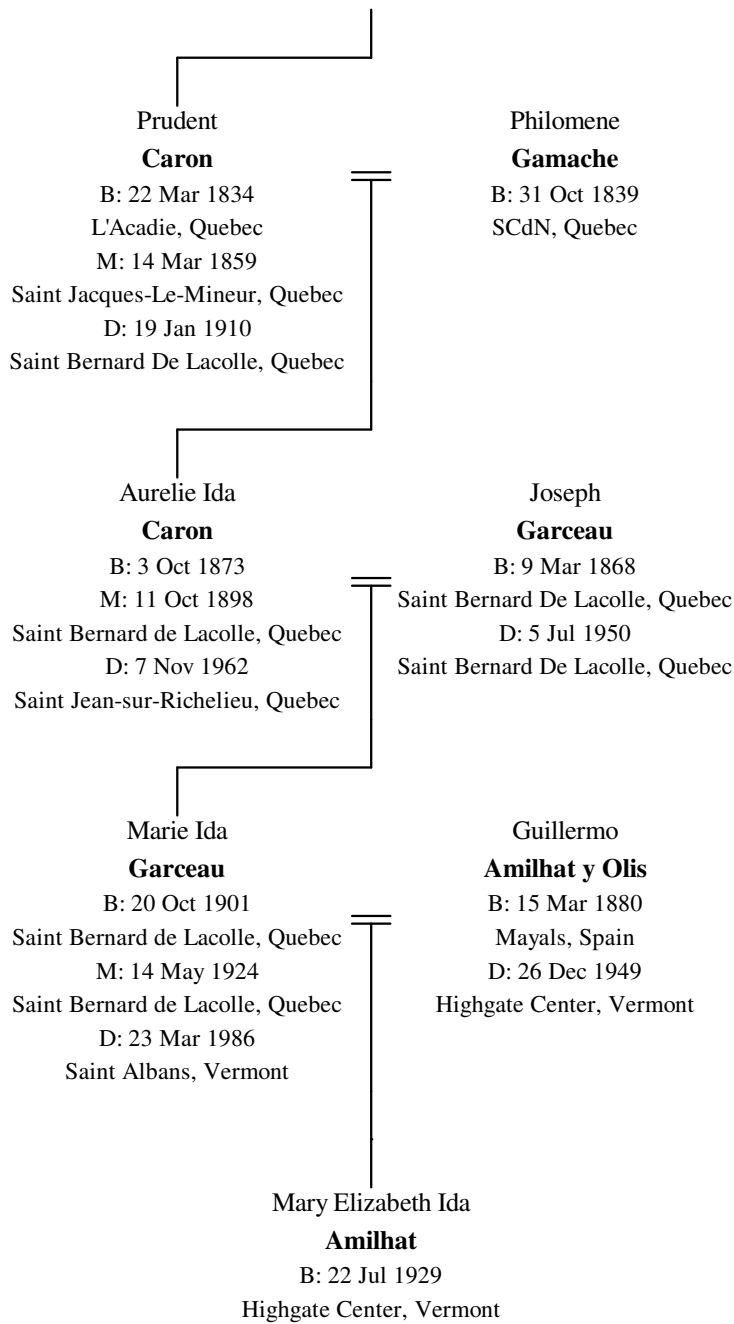 Prudent
Caron
B: 22 Mar 1834
L'Acadie, Quebec
M: 14 Mar 1859
Saint Jacques-Le-Mineur, Quebec
D: 19 Jan 1910
Saint Bernard De Lacolle, Quebec
Philomene
Gamache
B: 31 Oct 1839
SCdN, Quebec
Aurelie Ida
Caron
B: 3 Oct 1873
M: 11 Oct 1898
Saint Bernard de Lacolle, Quebec
D: 7 Nov 1962
Saint Jean-sur-Richelieu, Quebec
Joseph
Garceau
B: 9 Mar 1868
Saint Bernard De Lacolle, Quebec
D: 5 Jul 1950
Saint Bernard De Lacolle, Quebec
Marie Ida
Garceau
B: 20 Oct 1901
Saint Bernard de Lacolle, Quebec
M: 14 May 1924
Saint Bernard de Lacolle, Quebec
D: 23 Mar 1986
Saint Albans, Vermont
Guillermo
Amilhat y Olis
B: 15 Mar 1880
Mayals, Spain
D: 26 Dec 1949
Highgate Center, Vermont
Mary Elizabeth Ida
Amilhat
B: 22 Jul 1929
Highgate Center, Vermont